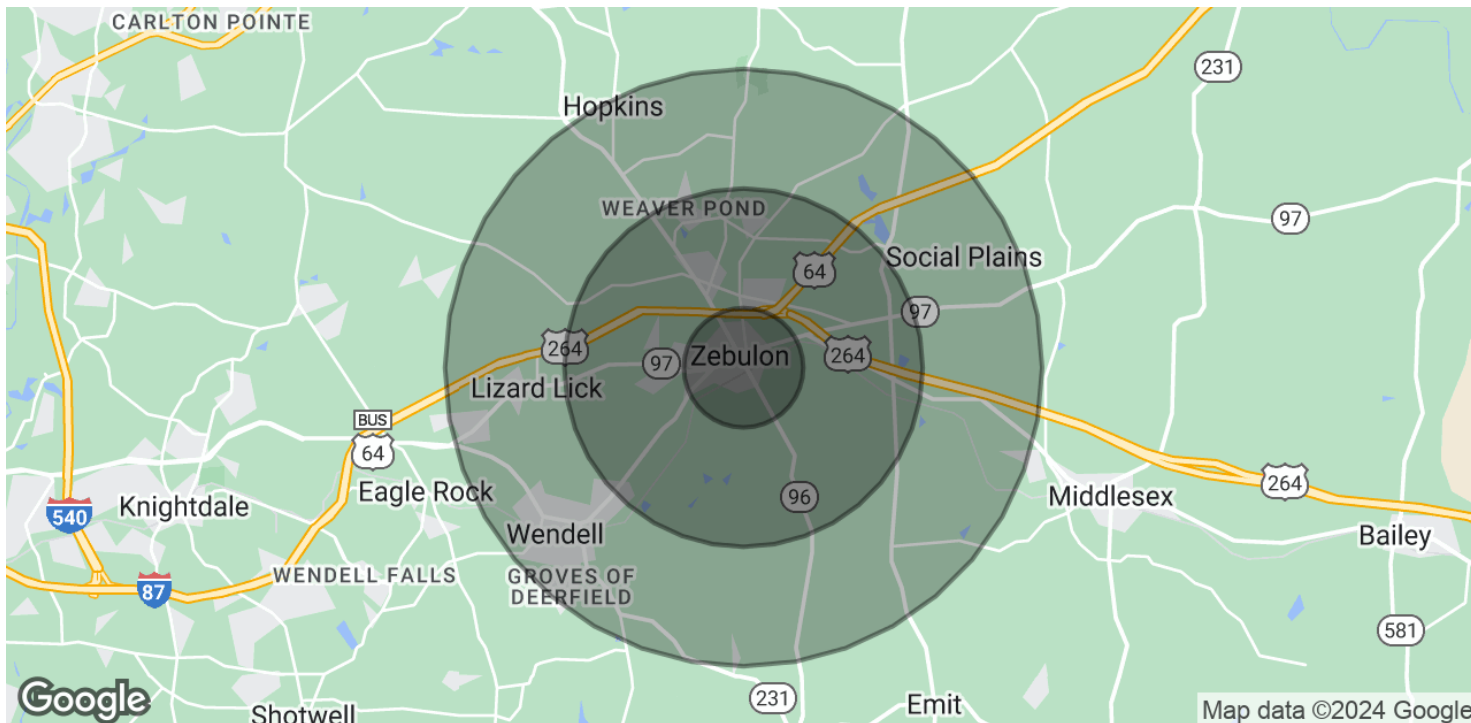 CARLTON POINTE
231
Hopkins
WEAVER POND
97
Social Plains
64
97
264
Zebulon
264
97
Lizard Lick
BUS
64
Eagle Rock
Knightdale
540
96
Middlesex
264
Wendell
Bailey
WENDELL FALLS
87
GROVES OF
DEERFIELD
581
Google
231
Emit
Shotwell
Map data ©2024 Google